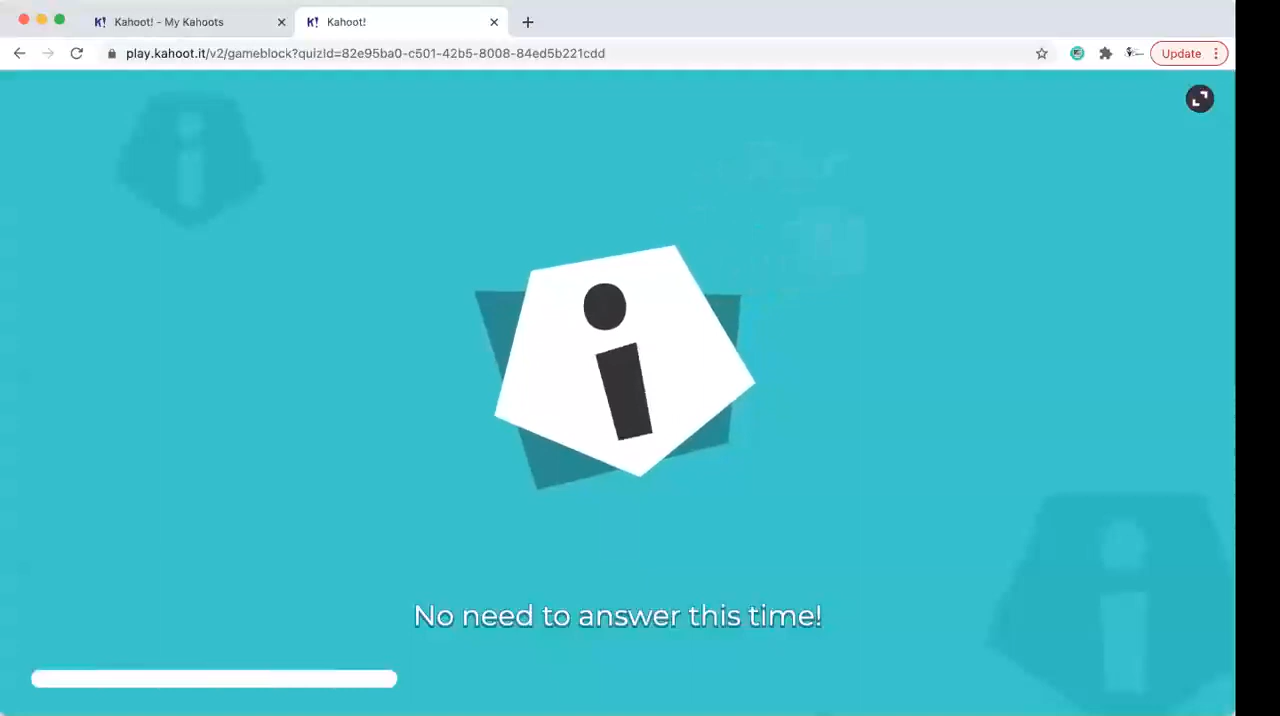 K! Kahoot! - My Kahoots
K! Kahoot!
play.kahoot.it/v2/gameblock?quizId=82e95ba0-c501-42b5-8008-84ed5b221cdd
Update
i
No need to answer this time!